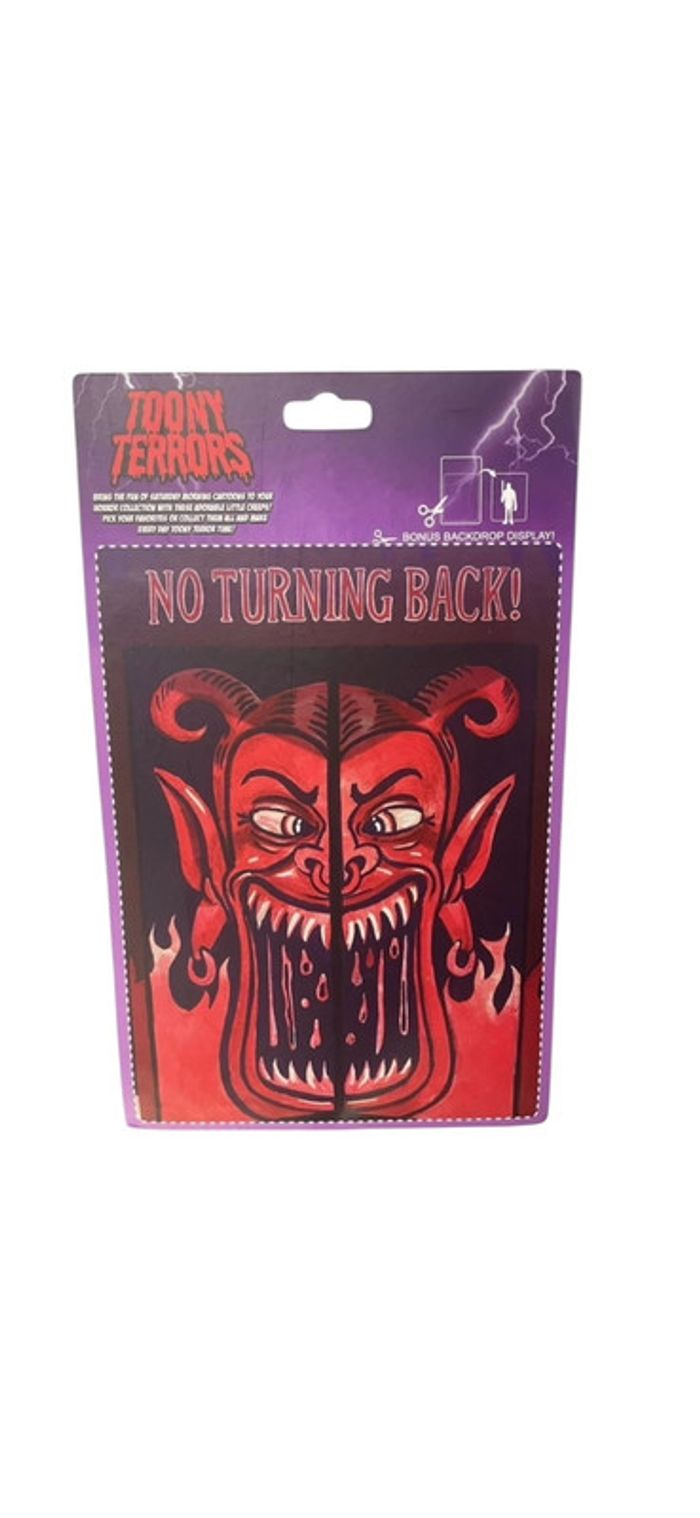 TOONY
TERRORS
BRING THE FUN OF SATURDAY MORNING CARTOONS TO YOUR
HORROR COLLECTION WITH THESE ADORABLE LITTLE CREEPS!
PICK YOUR FAVORITES OR COLLECT THEM ALL AND MAKE
EVERY DAY TOONY TERROR TIME!
BONUS BACKDROP DISPLAY!
NO TURNING BACK!